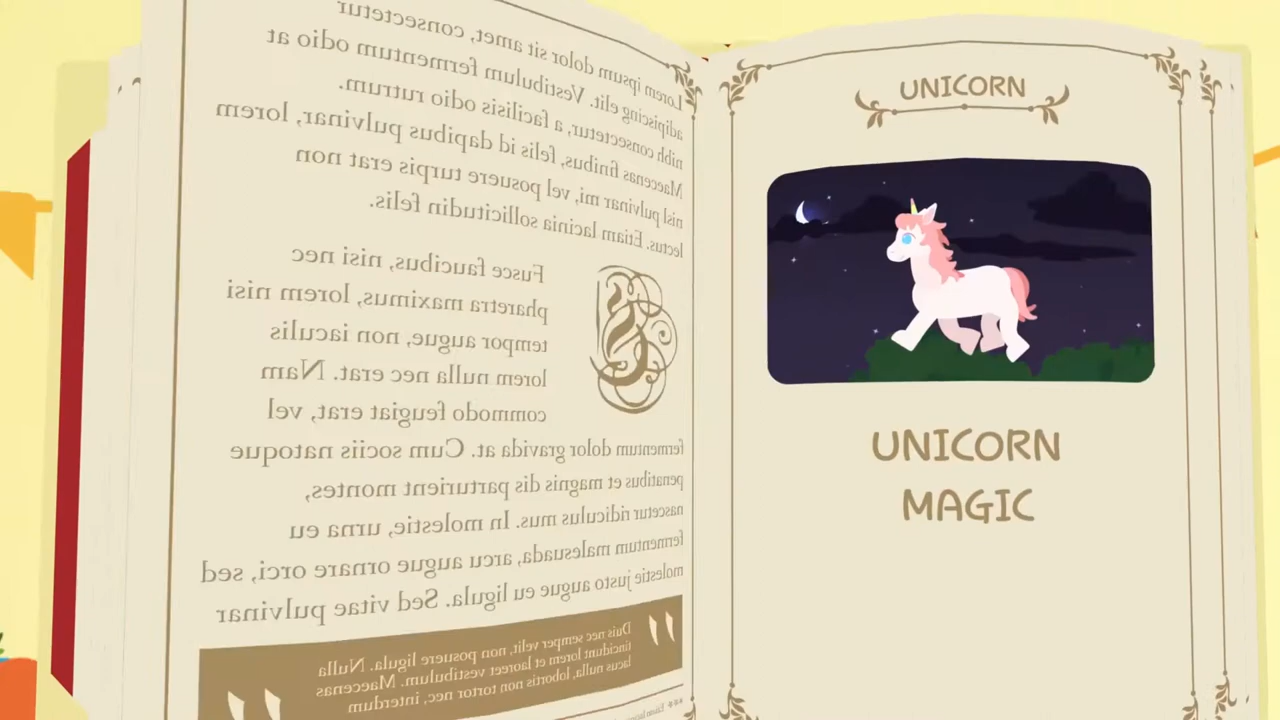 Lorem ipsum dolor sit amet, consectetur
adipiscing elit. Vestibulum fermentum odio at
nibh consectetur, a facilisis odio rutrum.
Maecenas finibus, felis id dapibus pulvinar, lorem
nisl pulvinar mi, vel posuere turpis erat non
lectus. Etiam lacinia sollicitudin felis.
Fusce faucibus, nisi nec
pharetra maximus, lorem nisi
tempor augue, non iaculis
lorem nulla nec erat. Nam
commodo feugiat erat, vel
fermentum dolor gravida at. Cum sociis natoque
penatibus et magnis dis parturient montes,
nascetur ridiculus mus. In molestie, urna eu
fermentum malesuada, arcu augue ornare orci, sed
molestie justo augue eu ligula. Sed vitae pulvinar
Duis nec semper velit, non posuere ligula. Nulla
tincidunt lorem et laoreet vestibulum. Maecenas
lacus nulla, lobortis non tortor nec, interdum
UNICORN
UNICORN
MAGIC